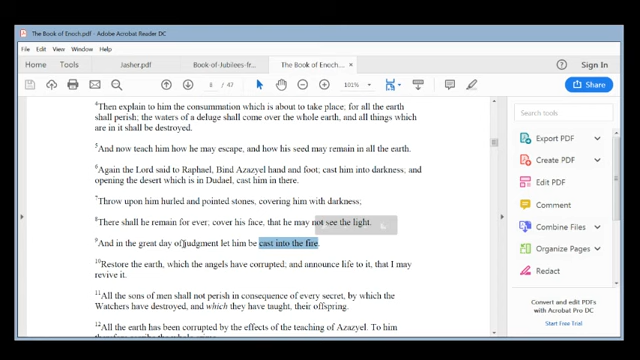 The Book of Enoch.pdf - Adobe Acrobat Reader DC
File Edit View Window Help
Home Tools Jasher.pdf Book-of-Jubilees-fr... The Book of Enoch.... × ? Sign In
8 / 47 101% Share
4Then explain to him the consummation which is about to take place; for all the earth
shall perish; the waters of a deluge shall come over the whole earth, and all things which
are in it shall be destroyed.
5And now teach him how he may escape, and how his seed may remain in all the earth.
6Again the Lord said to Raphael, Bind Azazyel hand and foot; cast him into darkness; and
opening the desert which is in Dudael, cast him in there.
7Throw upon him hurled and pointed stones, covering him with darkness;
8There shall he remain for ever; cover his face, that he may not see the light.
9And in the great day of judgment let him be cast into the fire.
10Restore the earth, which the angels have corrupted; and announce life to it, that I may
revive it.
11All the sons of men shall not perish in consequence of every secret, by which the
Watchers have destroyed, and which they have taught, their offspring.
12All the earth has been corrupted by the effects of the teaching of Azazyel. To him
Search tools
Export PDF
Create PDF
Edit PDF
Comment
Combine Files
Organize Pages
Redact
Convert and edit PDFs
with Acrobat Pro DC
Start Free Trial